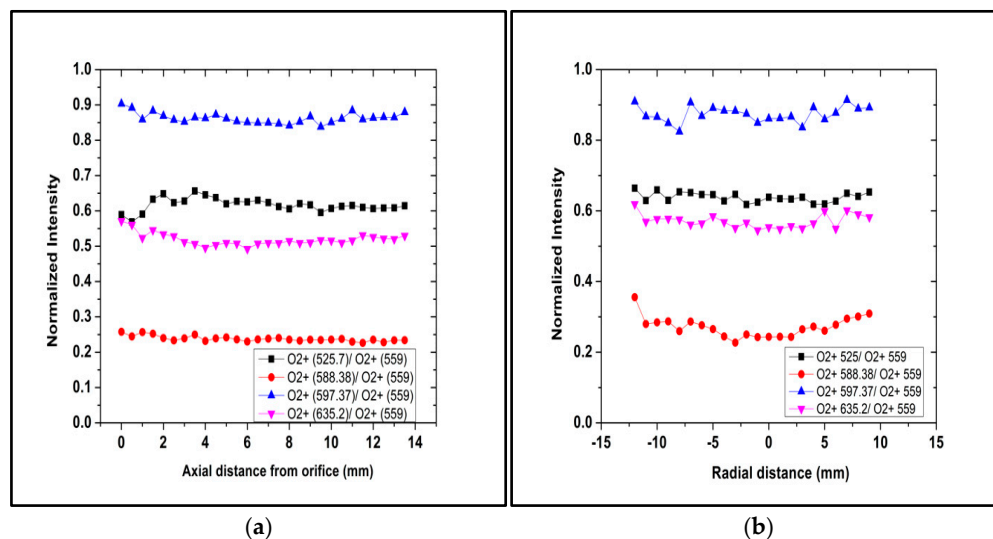 1.0
0.9
0.8
0.7
0.6
0.5
0.4
0.3
0.2
0.1
0.0
Normalized Intensity
O2+ (525.7)/ O2+ (559)
O2+ (588.38)/ O2+ (559)
O2+ (597.37)/ O2+ (559)
O2+ (635.2)/ O2+ (559)
0 2 4 6 8 10 12 14
Axial distance from orifice (mm)
(a)
1.0
0.8
0.6
0.4
0.2
0.0
Normalized Intensity
O2+ 525/ O2+ 559
O2+ 588.38/ O2+ 559
O2+ 597.37/ O2+ 559
O2+ 635.2/ O2+ 559
-15 -10 -5 0 5 10 15
Radial distance (mm)
(b)